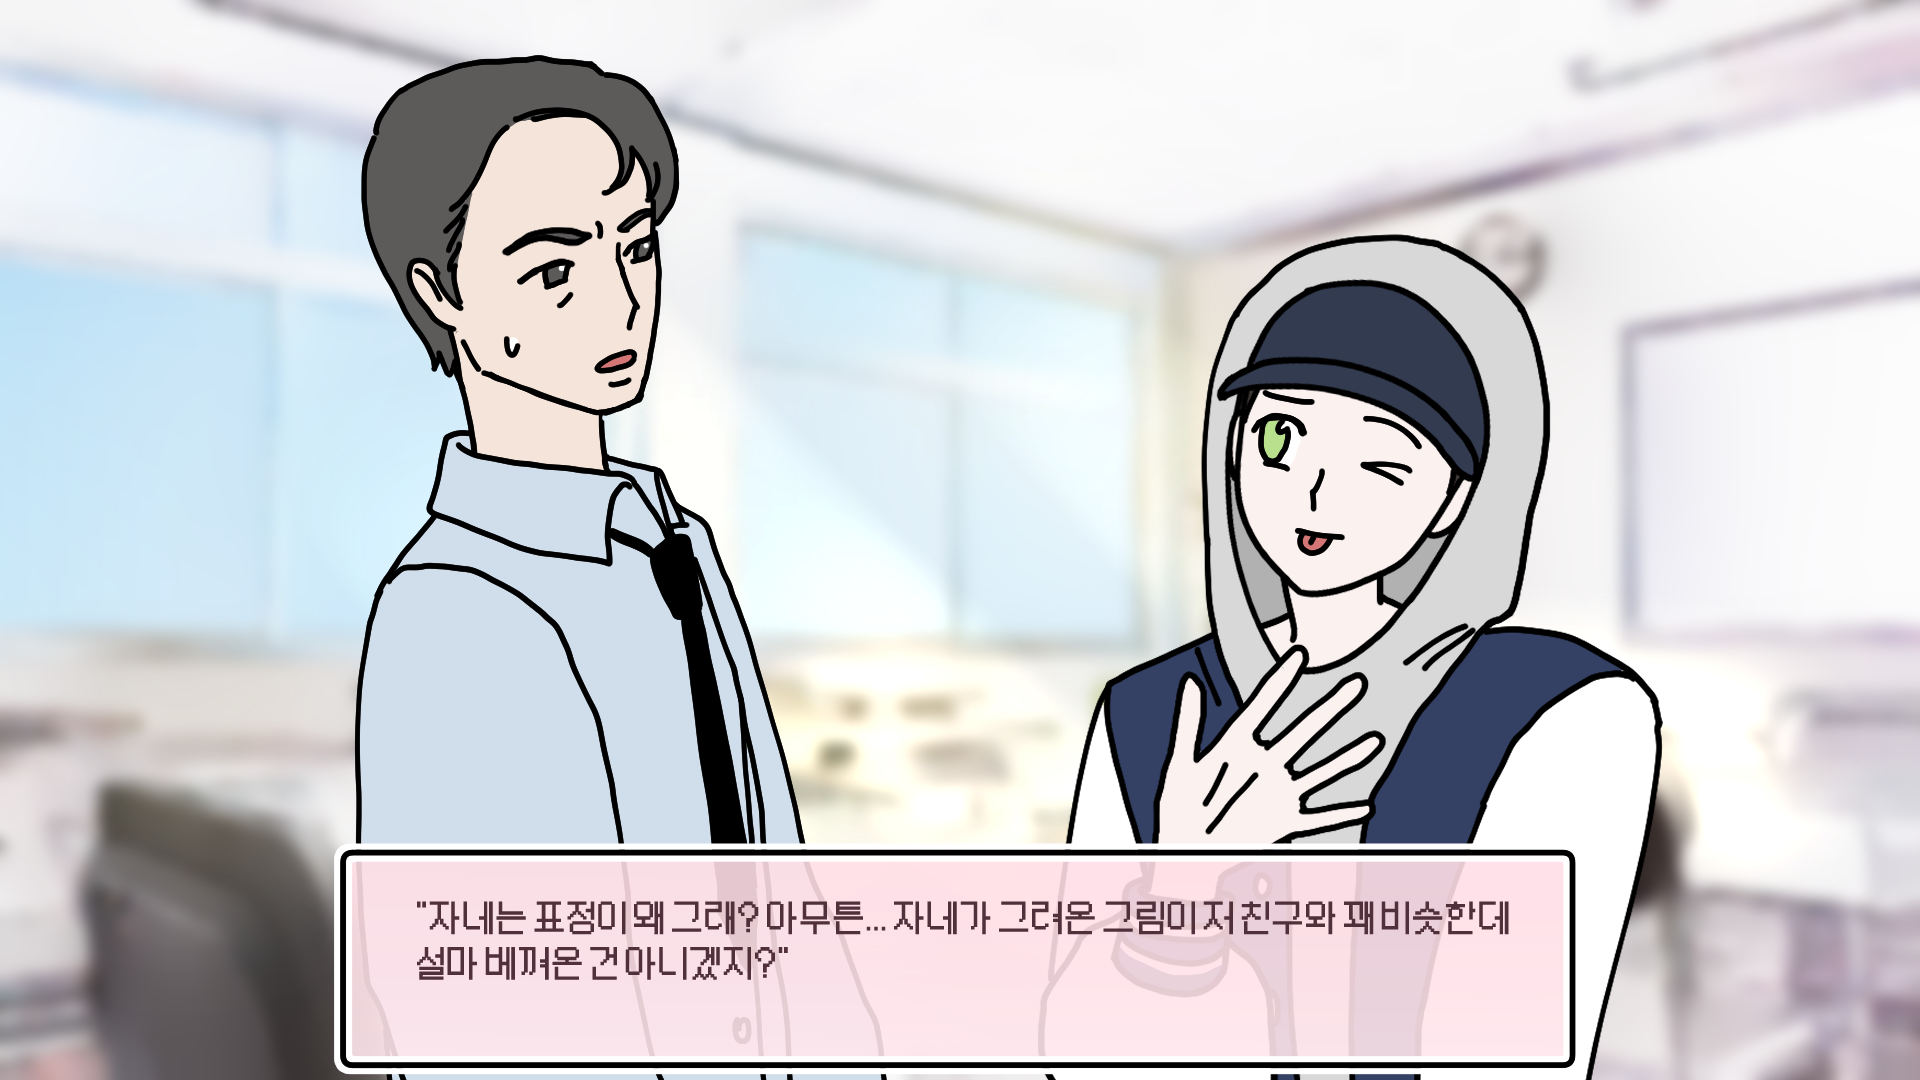 "자네는 표정이 왜 그래? 아무튼... 자네가 그려온 그림이 저 친구와 꽤 비슷한데
설마 베껴온 건 아니겠지?"